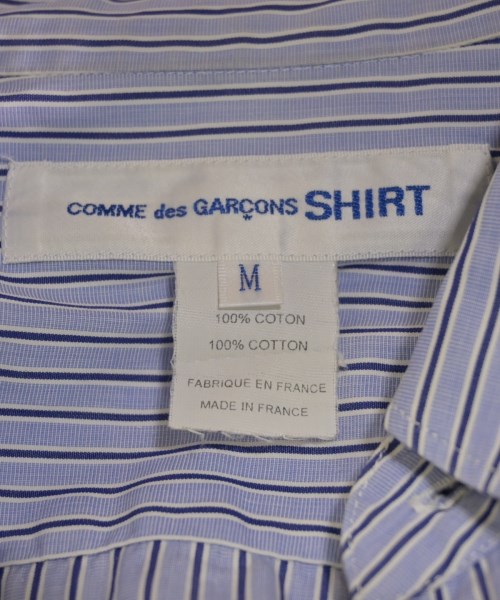 COMME des GARÇONS SHIRT
M
100% COTON
100% COTTON
FABRIQUE EN FRANCE
MADE IN FRANCE